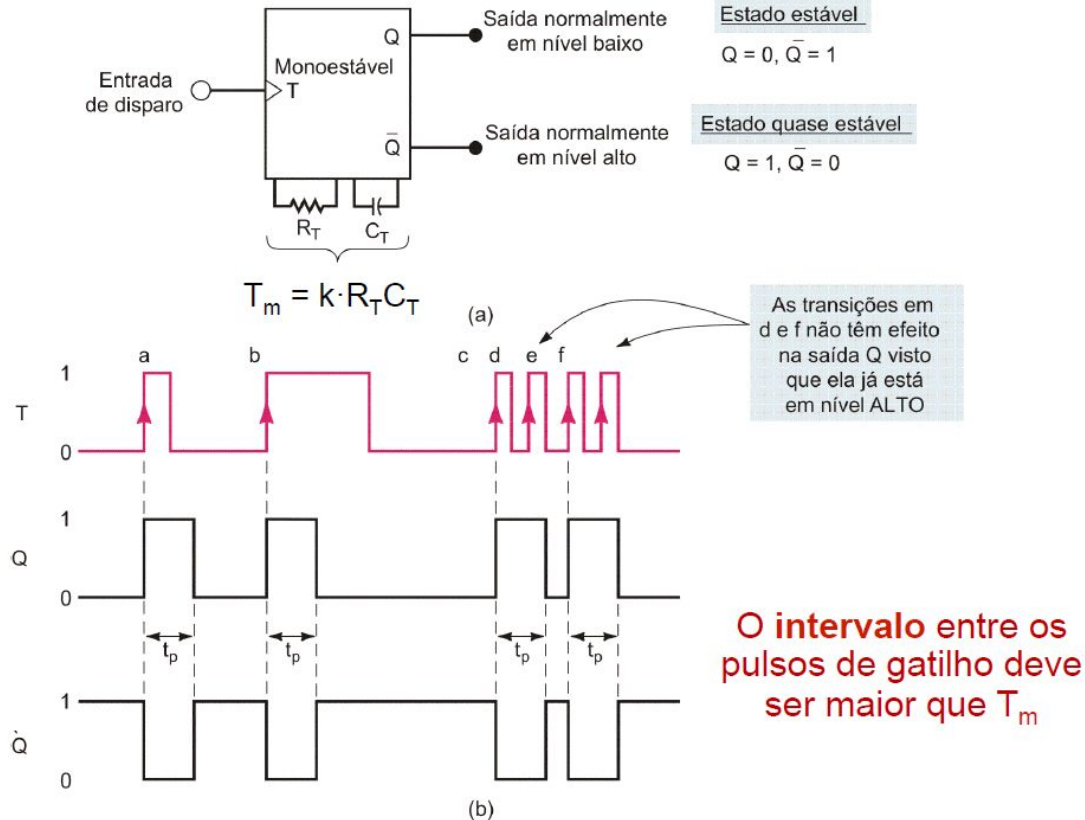 Saída normalmente
em nível baixo
Estado estável
Q = 0, Q̅ = 1
Q
Monoestável
Entrada
de disparo
T
Q̅
Saída normalmente
em nível alto
Estado quase estável
Q = 1, Q̅ = 0
R_T
C_T
T_m = k·R_TC_T
(a)
As transições em
d e f não têm efeito
na saída Q visto
que ela já está
em nível ALTO
a
b
c
d
e
f
1
T
0
1
Q
0
t_p
t_p
t_p
t_p
O intervalo entre os
pulsos de gatilho deve
ser maior que T_m
1
Q̇
0
(b)